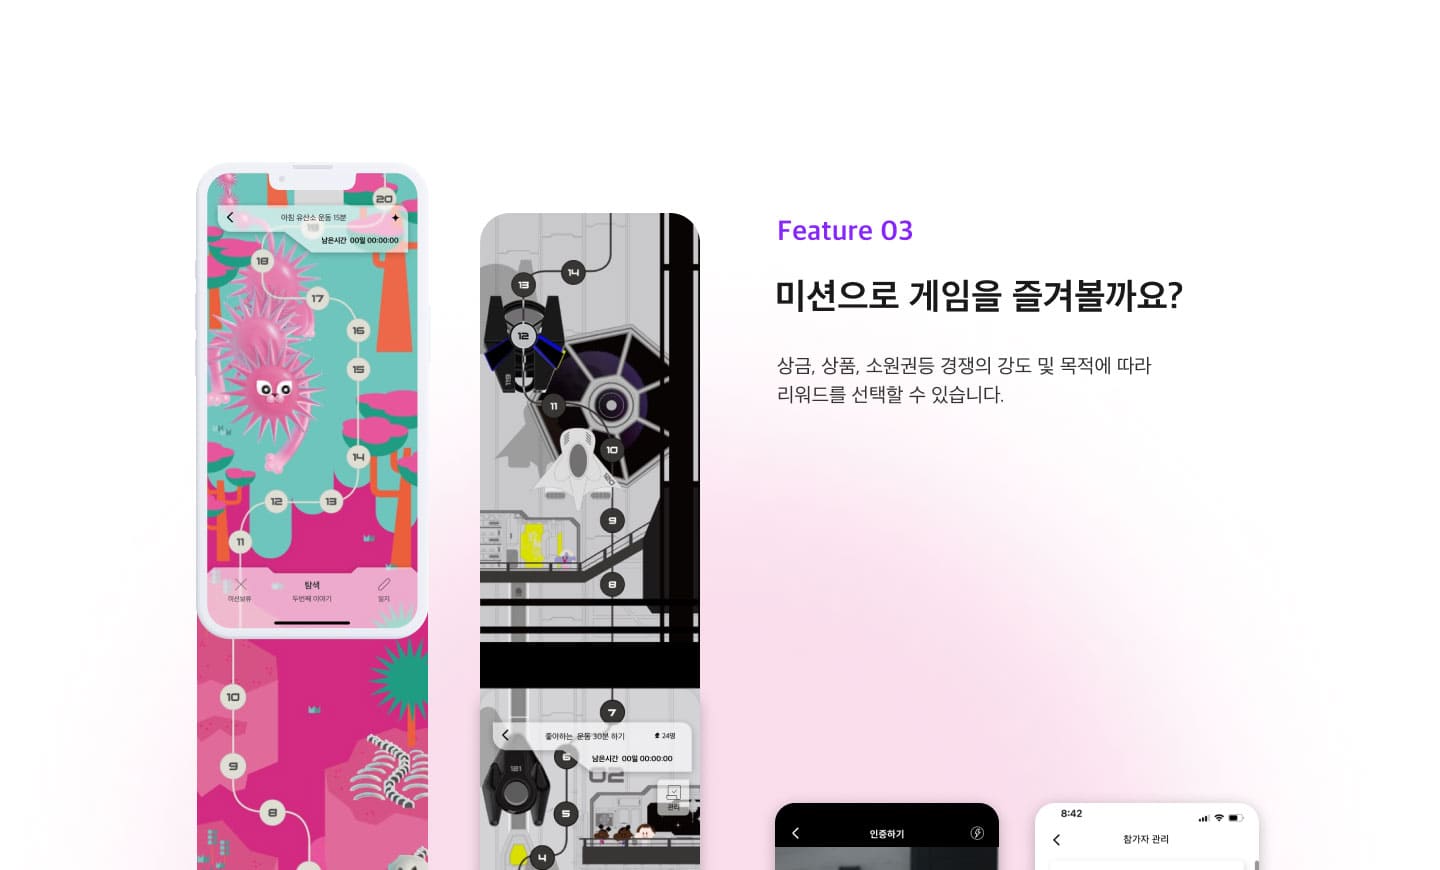 20
아침 유산소 운동 15분
19
남은시간 00일 00:00:00
18
17
16
15
14
12
13
11
탐색
미션보류
두번째 이야기
일지
10
9
8
14
13
12
11
10
9
8
7
좋아하는 운동 30분 하기
24명
6
남은시간 00일 00:00:00
02
181
관리
5
4
Feature 03
미션으로 게임을 즐겨볼까요?
상금, 상품, 소원권등 경쟁의 강도 및 목적에 따라
리워드를 선택할 수 있습니다.
인증하기
8:42
참가자 관리